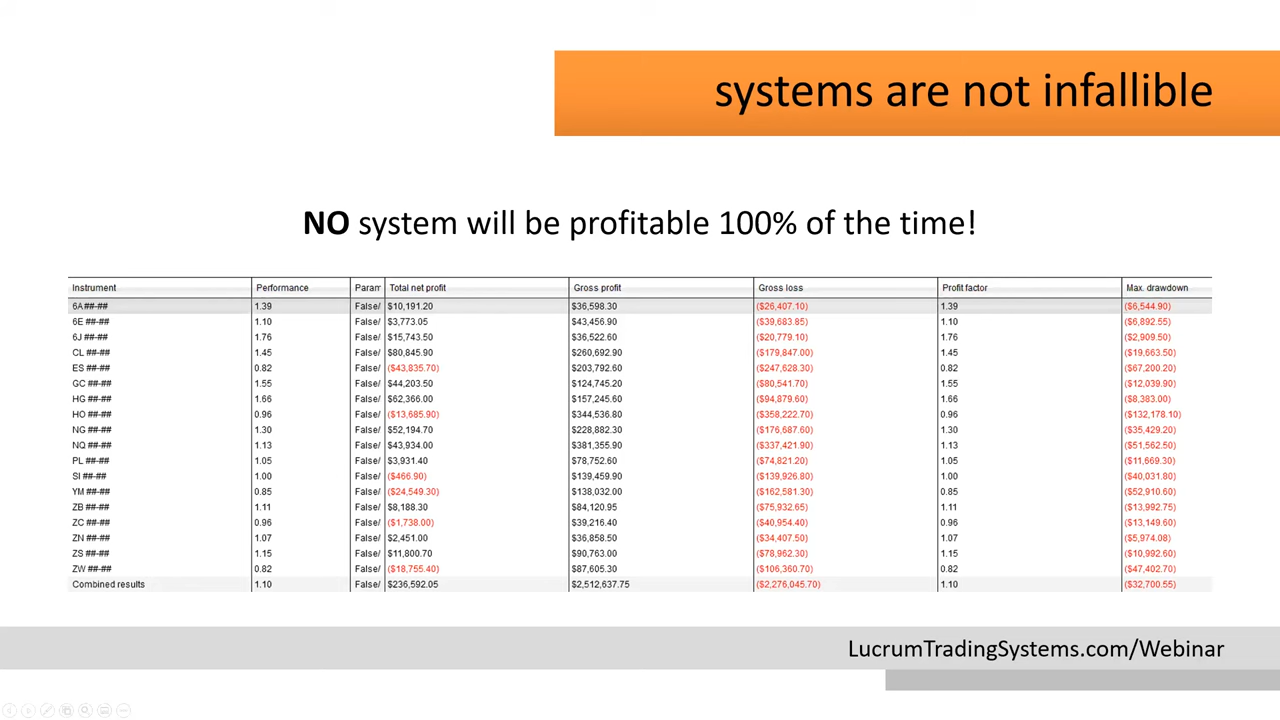 systems are not infallible
NO system will be profitable 100% of the time!
Instrument Performance Param Total net profit Gross profit Gross loss Profit factor Max. drawdown
6A ##-## 1.39 False/ $10,191.20 $36,598.30 ($26,407.10) 1.39 ($6,544.90)
6E ##-## 1.10 False/ $3,773.05 $43,456.90 ($39,683.85) 1.10 ($6,892.55)
6J ##-## 1.76 False/ $15,743.50 $36,522.60 ($20,779.10) 1.76 ($2,909.50)
CL ##-## 1.45 False/ $80,845.90 $260,692.90 ($179,847.00) 1.45 ($19,663.50)
ES ##-## 0.82 False/ ($43,835.70) $203,792.60 ($247,628.30) 0.82 ($67,200.20)
GC ##-## 1.55 False/ $44,203.50 $124,745.20 ($80,541.70) 1.55 ($12,039.90)
HG ##-## 1.66 False/ $62,366.00 $157,245.60 ($94,879.60) 1.66 ($8,383.00)
HO ##-## 0.96 False/ ($13,685.90) $344,536.80 ($358,222.70) 0.96 ($132,178.10)
NG ##-## 1.30 False/ $52,194.70 $228,882.30 ($176,687.60) 1.30 ($35,429.20)
NQ ##-## 1.13 False/ $43,934.00 $381,355.90 ($337,421.90) 1.13 ($51,562.50)
PL ##-## 1.05 False/ $3,931.40 $78,752.60 ($74,821.20) 1.05 ($11,669.30)
SI ##-## 1.00 False/ ($466.90) $139,459.90 ($139,926.80) 1.00 ($40,031.80)
YM ##-## 0.85 False/ ($24,549.30) $138,032.00 ($162,581.30) 0.85 ($52,910.60)
ZB ##-## 1.11 False/ $8,188.30 $84,120.95 ($75,932.65) 1.11 ($13,992.75)
ZC ##-## 0.96 False/ ($1,738.00) $39,216.40 ($40,954.40) 0.96 ($13,149.60)
ZN ##-## 1.07 False/ $2,451.00 $36,858.50 ($34,407.50) 1.07 ($5,974.08)
ZS ##-## 1.15 False/ $11,800.70 $90,763.00 ($78,962.30) 1.15 ($10,992.60)
ZW ##-## 0.82 False/ ($18,755.40) $87,605.30 ($106,360.70) 0.82 ($47,402.70)
Combined results 1.10 False/ $236,592.05 $2,512,637.75 ($2,276,045.70) 1.10 ($32,700.55)
LucrumTradingSystems.com/Webinar